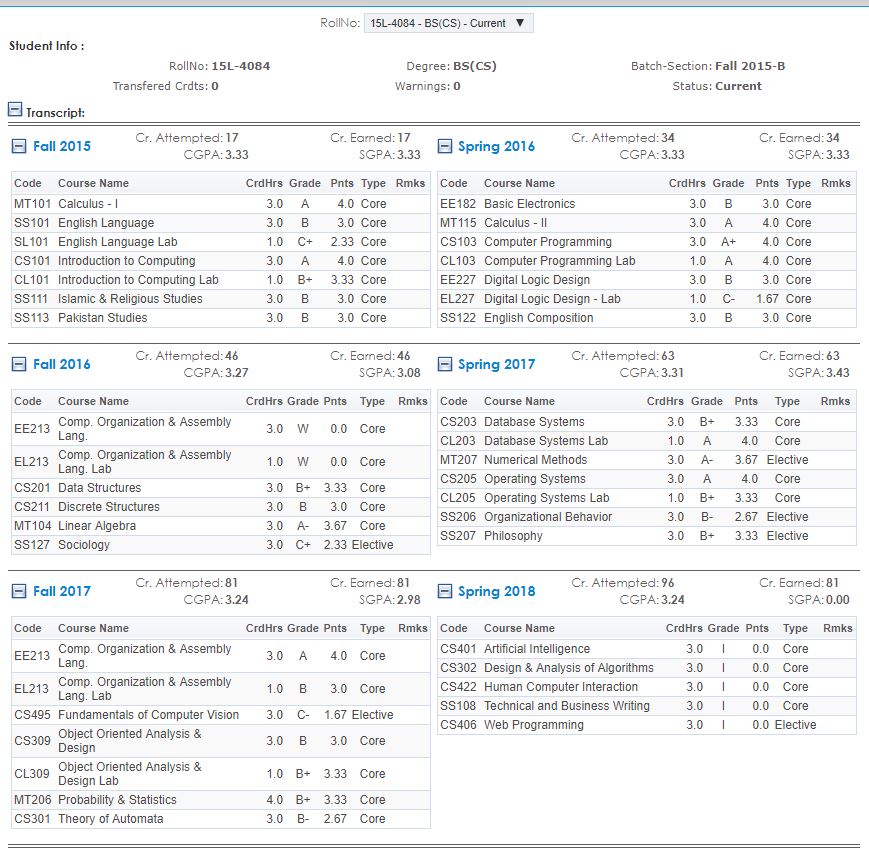 RollNo: 15L-4084 - BS(CS) - Current ▼
Student Info :
RollNo: 15L-4084 Degree: BS(CS) Batch-Section: Fall 2015-B
Transfered Crdts: 0 Warnings: 0 Status: Current
Transcript:
Fall 2015 Cr. Attempted: 17 Cr. Earned: 17
CGPA: 3.33 SGPA: 3.33
Code Course Name CrdHrs Grade Pnts Type Rmks
MT101 Calculus - I 3.0 A 4.0 Core
SS101 English Language 3.0 B 3.0 Core
SL101 English Language Lab 1.0 C+ 2.33 Core
CS101 Introduction to Computing 3.0 A 4.0 Core
CL101 Introduction to Computing Lab 1.0 B+ 3.33 Core
SS111 Islamic & Religious Studies 3.0 B 3.0 Core
SS113 Pakistan Studies 3.0 B 3.0 Core
Spring 2016 Cr. Attempted: 34 Cr. Earned: 34
CGPA: 3.33 SGPA: 3.33
Code Course Name CrdHrs Grade Pnts Type Rmks
EE182 Basic Electronics 3.0 B 3.0 Core
MT115 Calculus - II 3.0 A 4.0 Core
CS103 Computer Programming 3.0 A+ 4.0 Core
CL103 Computer Programming Lab 1.0 A 4.0 Core
EE227 Digital Logic Design 3.0 B 3.0 Core
EL227 Digital Logic Design - Lab 1.0 C- 1.67 Core
SS122 English Composition 3.0 B 3.0 Core
Fall 2016 Cr. Attempted: 46 Cr. Earned: 46
CGPA: 3.27 SGPA: 3.08
Code Course Name CrdHrs Grade Pnts Type Rmks
EE213 Comp. Organization & Assembly
Lang. 3.0 W 0.0 Core
EL213 Comp. Organization & Assembly
Lang. Lab 1.0 W 0.0 Core
CS201 Data Structures 3.0 B+ 3.33 Core
CS211 Discrete Structures 3.0 B 3.0 Core
MT104 Linear Algebra 3.0 A- 3.67 Core
SS127 Sociology 3.0 C+ 2.33 Elective
Spring 2017 Cr. Attempted: 63 Cr. Earned: 63
CGPA: 3.31 SGPA: 3.43
Code Course Name CrdHrs Grade Pnts Type Rmks
CS203 Database Systems 3.0 B+ 3.33 Core
CL203 Database Systems Lab 1.0 A 4.0 Core
MT207 Numerical Methods 3.0 A- 3.67 Elective
CS205 Operating Systems 3.0 A 4.0 Core
CL205 Operating Systems Lab 1.0 B+ 3.33 Core
SS206 Organizational Behavior 3.0 B- 2.67 Elective
SS207 Philosophy 3.0 B+ 3.33 Elective
Fall 2017 Cr. Attempted: 81 Cr. Earned: 81
CGPA: 3.24 SGPA: 2.98
Code Course Name CrdHrs Grade Pnts Type Rmks
EE213 Comp. Organization & Assembly
Lang. 3.0 A 4.0 Core
EL213 Comp. Organization & Assembly
Lang. Lab 1.0 B 3.0 Core
CS495 Fundamentals of Computer Vision 3.0 C- 1.67 Elective
CS309 Object Oriented Analysis &
Design 3.0 B 3.0 Core
CL309 Object Oriented Analysis &
Design Lab 1.0 B+ 3.33 Core
MT206 Probability & Statistics 4.0 B+ 3.33 Core
CS301 Theory of Automata 3.0 B- 2.67 Core
Spring 2018 Cr. Attempted: 96 Cr. Earned: 81
CGPA: 3.24 SGPA: 0.00
Code Course Name CrdHrs Grade Pnts Type Rmks
CS401 Artificial Intelligence 3.0 I 0.0 Core
CS302 Design & Analysis of Algorithms 3.0 I 0.0 Core
CS422 Human Computer Interaction 3.0 I 0.0 Core
SS108 Technical and Business Writing 3.0 I 0.0 Core
CS406 Web Programming 3.0 I 0.0 Elective